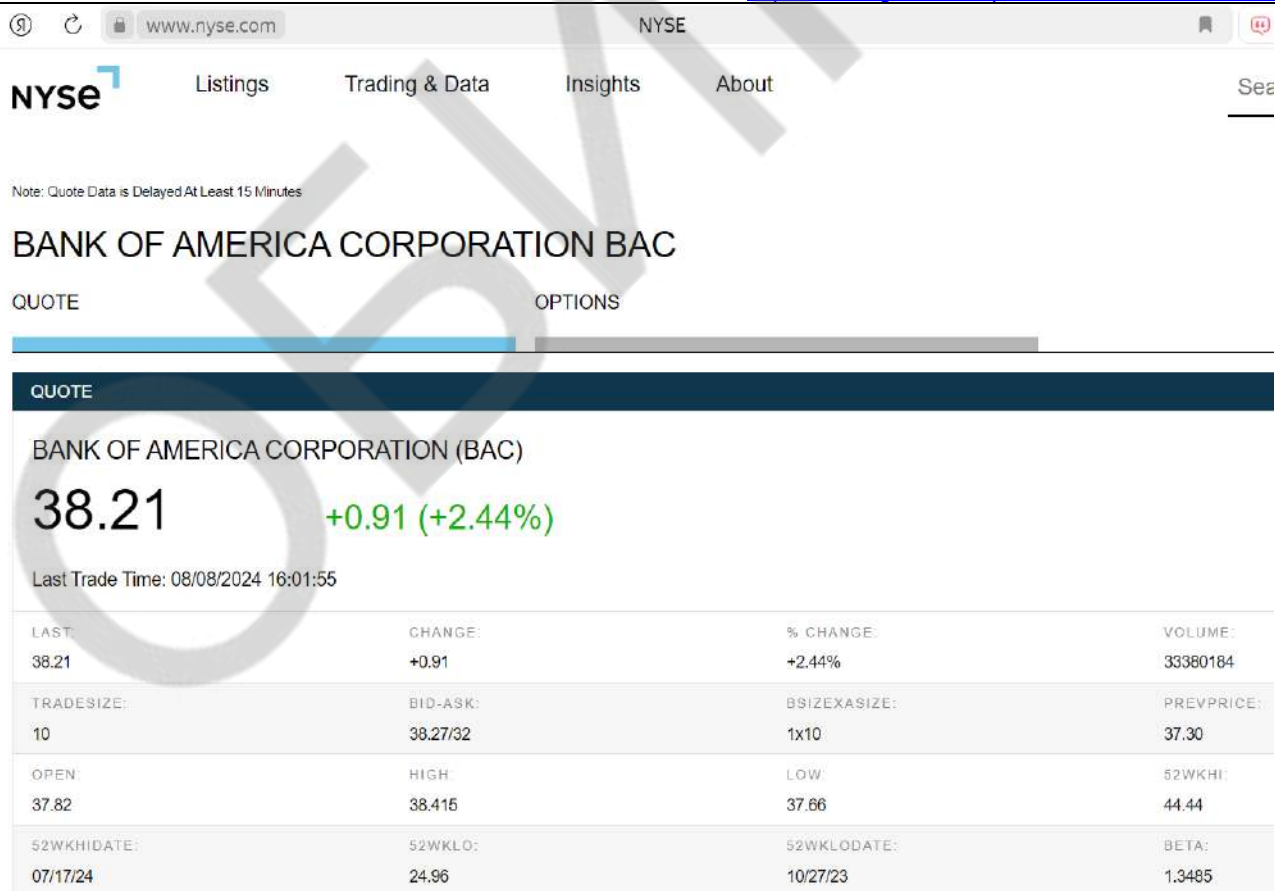 www.nyse.com NYSE
NYSE Listings Trading & Data Insights About Sea
Note: Quote Data is Delayed At Least 15 Minutes
BANK OF AMERICA CORPORATION BAC
QUOTE OPTIONS
QUOTE
BANK OF AMERICA CORPORATION (BAC)
38.21 +0.91 (+2.44%)
Last Trade Time: 08/08/2024 16:01:55
LAST: CHANGE: % CHANGE: VOLUME:
38.21 +0.91 +2.44% 33380184
TRADESIZE: BID-ASK: BSIZEXASIZE: PREVPRICE:
10 38.27/32 1x10 37.30
OPEN: HIGH: LOW: 52WKHI:
37.82 38.415 37.66 44.44
52WKHIDATE: 52WKLO: 52WKLODATE: BETA:
07/17/24 24.96 10/27/23 1.3485